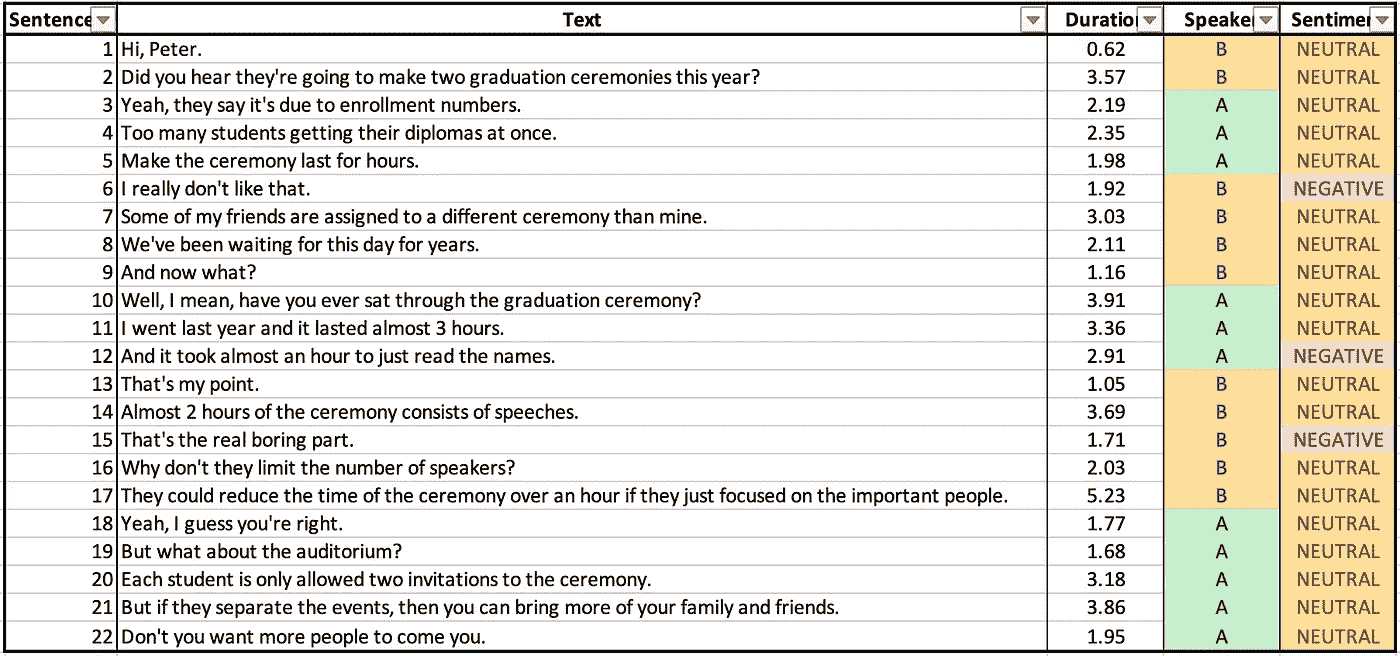 Sentence Text Duratio Speake Sentimer
1 Hi, Peter. 0.62 B NEUTRAL
2 Did you hear they're going to make two graduation ceremonies this year? 3.57 B NEUTRAL
3 Yeah, they say it's due to enrollment numbers. 2.19 A NEUTRAL
4 Too many students getting their diplomas at once. 2.35 A NEUTRAL
5 Make the ceremony last for hours. 1.98 A NEUTRAL
6 I really don't like that. 1.92 B NEGATIVE
7 Some of my friends are assigned to a different ceremony than mine. 3.03 B NEUTRAL
8 We've been waiting for this day for years. 2.11 B NEUTRAL
9 And now what? 1.16 B NEUTRAL
10 Well, I mean, have you ever sat through the graduation ceremony? 3.91 A NEUTRAL
11 I went last year and it lasted almost 3 hours. 3.36 A NEUTRAL
12 And it took almost an hour to just read the names. 2.91 A NEGATIVE
13 That's my point. 1.05 B NEUTRAL
14 Almost 2 hours of the ceremony consists of speeches. 3.69 B NEUTRAL
15 That's the real boring part. 1.71 B NEGATIVE
16 Why don't they limit the number of speakers? 2.03 B NEUTRAL
17 They could reduce the time of the ceremony over an hour if they just focused on the important people. 5.23 B NEUTRAL
18 Yeah, I guess you're right. 1.77 A NEUTRAL
19 But what about the auditorium? 1.68 A NEUTRAL
20 Each student is only allowed two invitations to the ceremony. 3.18 A NEUTRAL
21 But if they separate the events, then you can bring more of your family and friends. 3.86 A NEUTRAL
22 Don't you want more people to come you. 1.95 A NEUTRAL